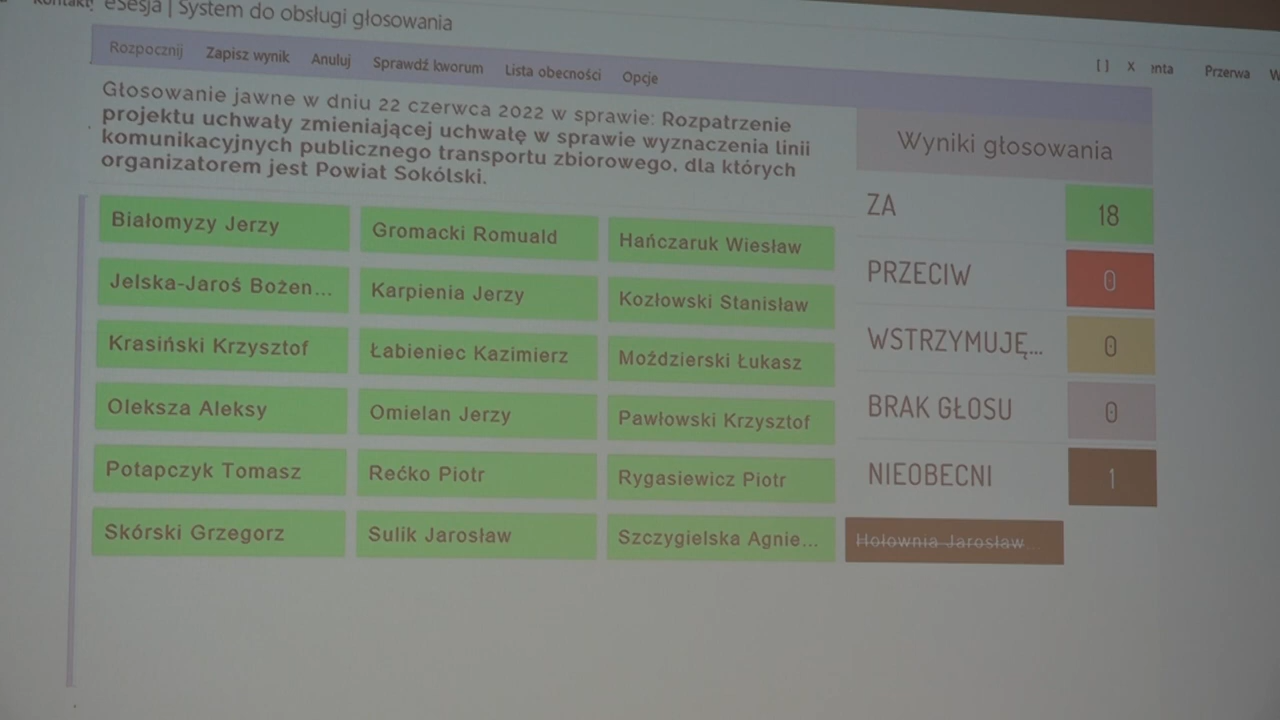 Kontakt
eSesja | System do obsługi głosowania
Rozpocznij Zapisz wynik Anuluj Sprawdź kworum Lista obecności Opcje
[ ] X Przerwa
Głosowanie jawne w dniu 22 czerwca 2022 w sprawie: Rozpatrzenie
projektu uchwały zmieniającej uchwałę w sprawie wyznaczenia linii
komunikacyjnych publicznego transportu zbiorowego, dla których
organizatorem jest Powiat Sokólski.
Białomyzy Jerzy Gromacki Romuald Hańczaruk Wiesław
Jelska-Jaroś Bożen... Karpienia Jerzy Kozłowski Stanisław
Krasiński Krzysztof Łabieniec Kazimierz Moździerski Łukasz
Oleksza Aleksy Omielan Jerzy Pawłowski Krzysztof
Potapczyk Tomasz Rećko Piotr Rygasiewicz Piotr
Skórski Grzegorz Sulik Jarosław Szczygielska Agnie...
Wyniki głosowania
ZA 18
PRZECIW 0
WSTRZYMUJĘ... 0
BRAK GŁOSU 0
NIEOBECNI 1
Hołownia Jarosław...